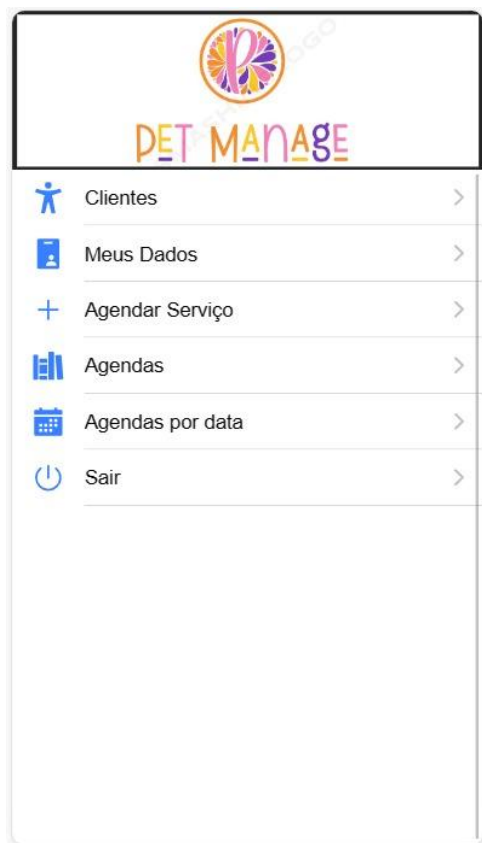 PET MANAGE
Clientes
Meus Dados
Agendar Serviço
Agendas
Agendas por data
Sair